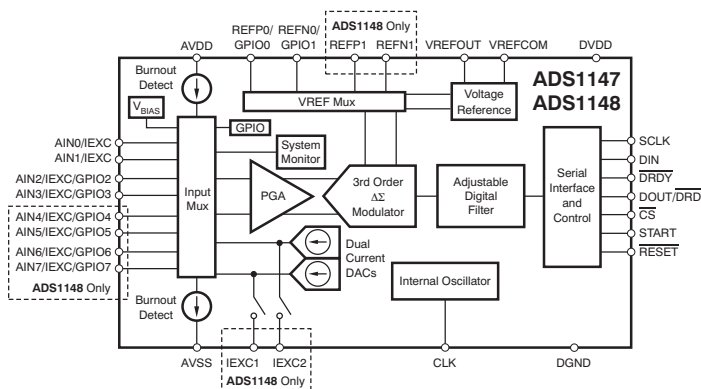 REFP0/ REFN0/ ADS1148 Only
GPIO0 GPIO1 REFP1 REFN1 VREFOUT VREFCOM DVDD
AVDD
Burnout
Detect
VBIAS
VREF Mux
Voltage
Reference
ADS1147
ADS1148
GPIO
System
Monitor
AIN0/IEXC
AIN1/IEXC
AIN2/IEXC/GPIO2
AIN3/IEXC/GPIO3
AIN4/IEXC/GPIO4
AIN5/IEXC/GPIO5
AIN6/IEXC/GPIO6
AIN7/IEXC/GPIO7
ADS1148 Only
Input
Mux
PGA
3rd Order
ΔΣ
Modulator
Adjustable
Digital
Filter
Serial
Interface
and
Control
SCLK
DIN
DRDY
DOUT/DRD
CS
START
RESET
Dual
Current
DACs
Burnout
Detect
Internal Oscillator
AVSS IEXC1 IEXC2 CLK DGND
ADS1148 Only